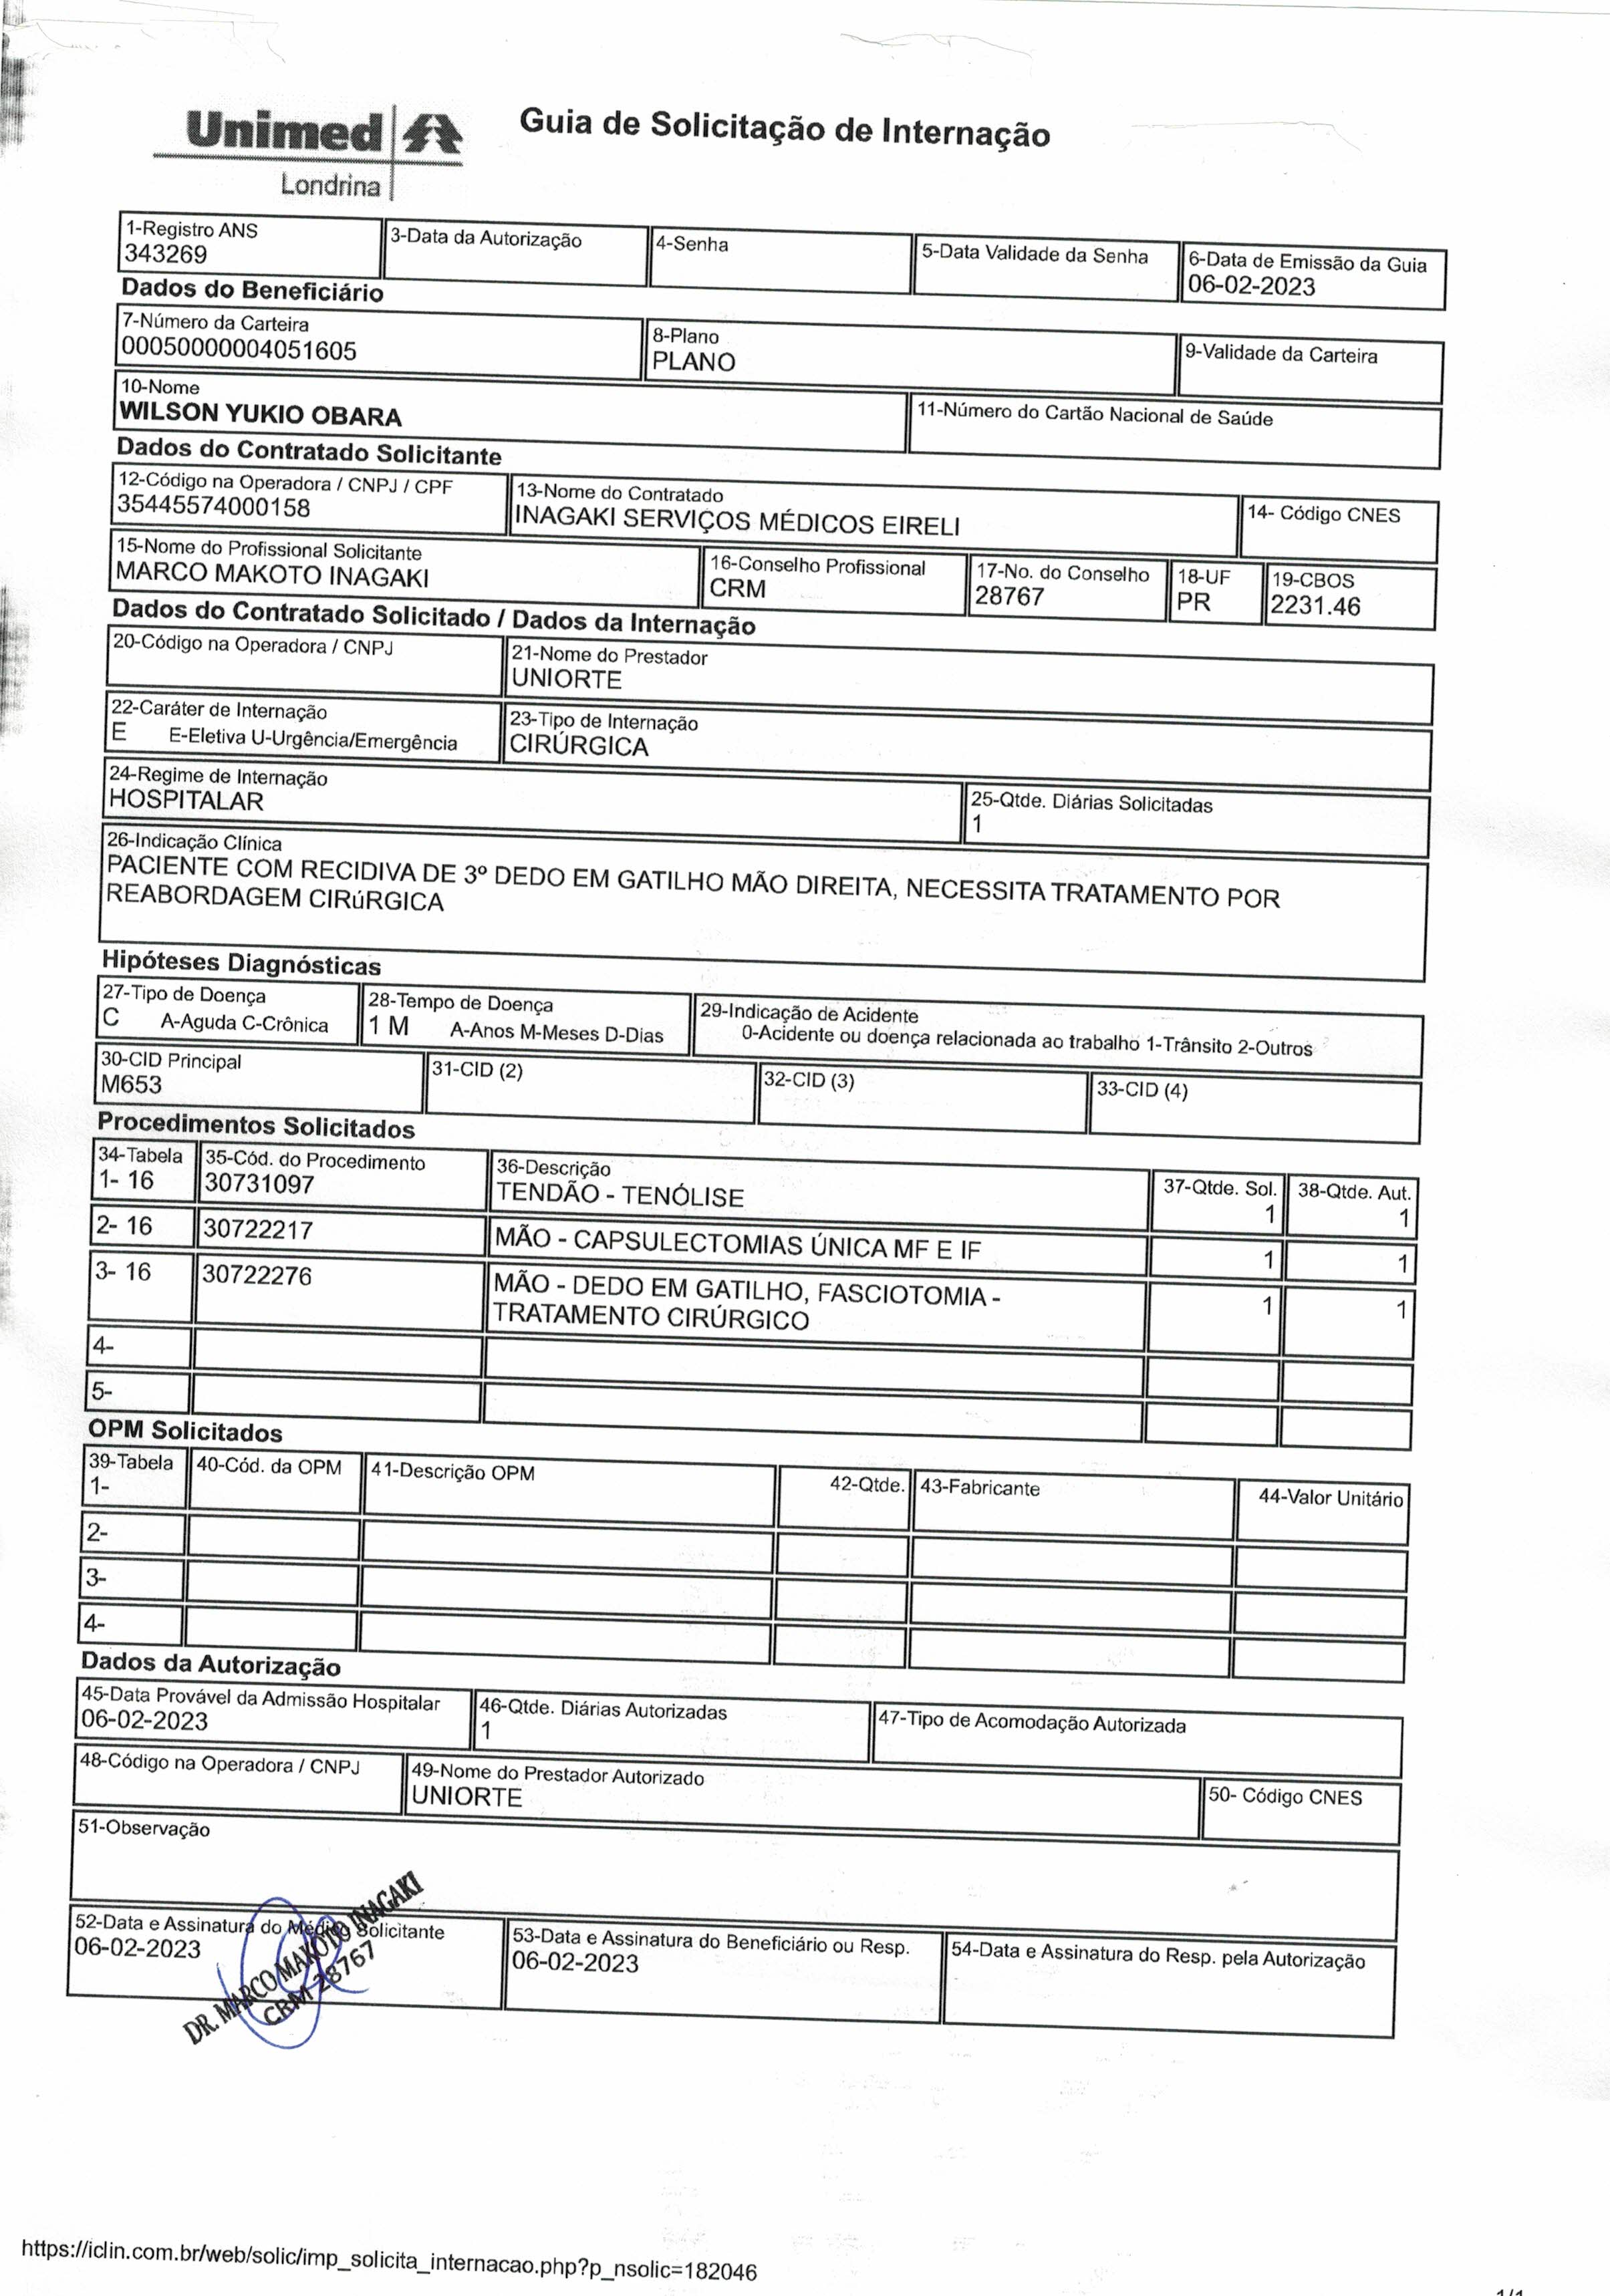 Unimed
Londrina
Guia de Solicitação de Internação
1-Registro ANS
343269
3-Data da Autorização
4-Senha
5-Data Validade da Senha
6-Data de Emissão da Guia
06-02-2023
Dados do Beneficiário
7-Número da Carteira
00050000004051605
8-Plano
PLANO
9-Validade da Carteira
10-Nome
WILSON YUKIO OBARA
11-Número do Cartão Nacional de Saúde
Dados do Contratado Solicitante
12-Código na Operadora / CNPJ / CPF
35445574000158
13-Nome do Contratado
INAGAKI SERVIÇOS MÉDICOS EIRELI
14- Código CNES
15-Nome do Profissional Solicitante
MARCO MAKOTO INAGAKI
16-Conselho Profissional
CRM
17-No. do Conselho
28767
18-UF
PR
19-CBOS
2231.46
Dados do Contratado Solicitado / Dados da Internação
20-Código na Operadora / CNPJ
21-Nome do Prestador
UNIORTE
22-Caráter de Internação
E E-Eletiva U-Urgência/Emergência
23-Tipo de Internação
CIRÚRGICA
24-Regime de Internação
HOSPITALAR
25-Qtde. Diárias Solicitadas
1
26-Indicação Clínica
PACIENTE COM RECIDIVA DE 3º DEDO EM GATILHO MÃO DIREITA, NECESSITA TRATAMENTO POR
REABORDAGEM CIRúRGICA
Hipóteses Diagnósticas
27-Tipo de Doença
C A-Aguda C-Crônica
28-Tempo de Doença
1 M A-Anos M-Meses D-Dias
29-Indicação de Acidente
0-Acidente ou doença relacionada ao trabalho 1-Trânsito 2-Outros
30-CID Principal
M653
31-CID (2)
32-CID (3)
33-CID (4)
Procedimentos Solicitados
34-Tabela 35-Cód. do Procedimento 36-Descrição 37-Qtde. Sol. 38-Qtde. Aut.
1- 16 30731097 TENDÃO - TENÓLISE 1 1
2- 16 30722217 MÃO - CAPSULECTOMIAS ÚNICA MF E IF 1 1
3- 16 30722276 MÃO - DEDO EM GATILHO, FASCIOTOMIA - 1 1
TRATAMENTO CIRÚRGICO
4-
5-
OPM Solicitados
39-Tabela 40-Cód. da OPM 41-Descrição OPM 42-Qtde. 43-Fabricante 44-Valor Unitário
1-
2-
3-
4-
Dados da Autorização
45-Data Provável da Admissão Hospitalar
06-02-2023
46-Qtde. Diárias Autorizadas
1
47-Tipo de Acomodação Autorizada
48-Código na Operadora / CNPJ
49-Nome do Prestador Autorizado
UNIORTE
50- Código CNES
51-Observação
52-Data e Assinatura do Médico Solicitante
06-02-2023
DR. MARCO MAKOTO INAGAKI
CRM 28767
53-Data e Assinatura do Beneficiário ou Resp.
06-02-2023
54-Data e Assinatura do Resp. pela Autorização
https://iclin.com.br/web/solic/imp_solicita_internacao.php?p_nsolic=182046
1/1